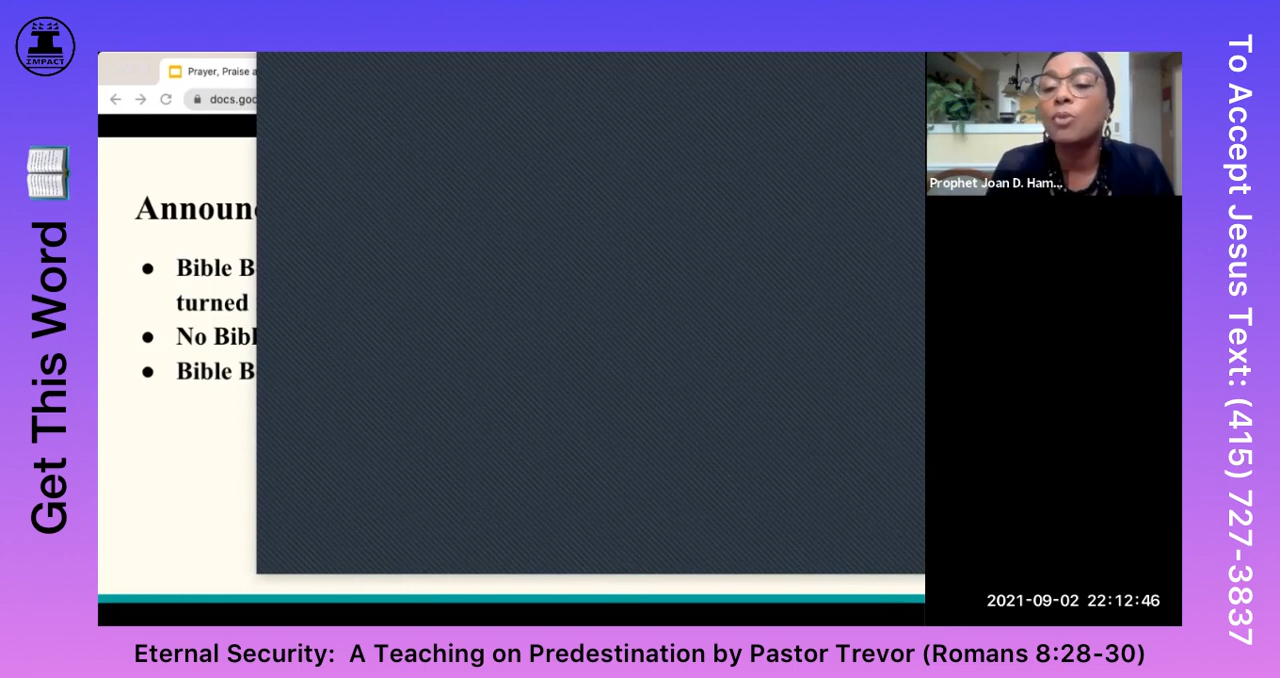 IMPACT
Get This Word
Prayer, Praise a
docs.goo
Announ
Bible B
turned
No Bibl
Bible B
Prophet Joan D. Ham...
2021-09-02 22:12:46
To Accept Jesus Text: (415) 727-3837
Eternal Security: A Teaching on Predestination by Pastor Trevor (Romans 8:28-30)